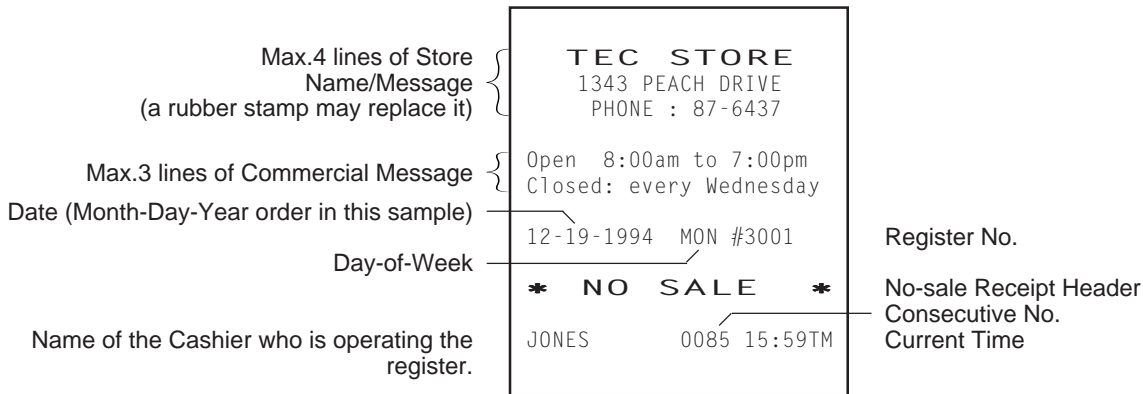 Max.4 lines of Store
Name/Message
(a rubber stamp may replace it)
Max.3 lines of Commercial Message
Date (Month-Day-Year order in this sample)
Day-of-Week
Name of the Cashier who is operating the
register.
TEC STORE
1343 PEACH DRIVE
PHONE : 87-6437
Open 8:00am to 7:00pm
Closed: every Wednesday
12-19-1994 MON #3001
* NO SALE *
JONES 0085 15:59TM
Register No.
No-sale Receipt Header
Consecutive No.
Current Time